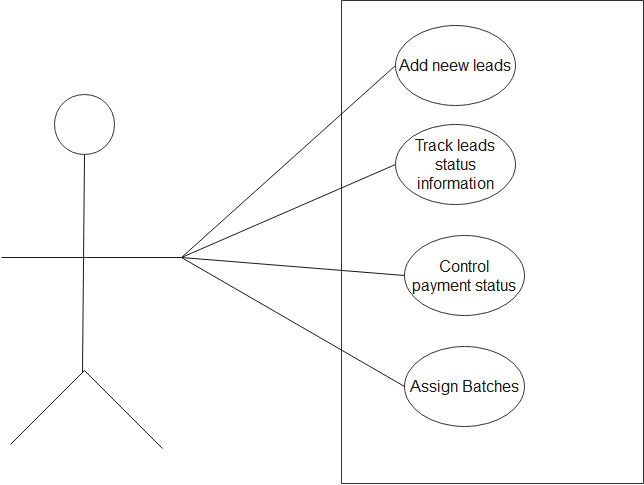 Add neew leads
Track leads
status
information
Control
payment status
Assign Batches